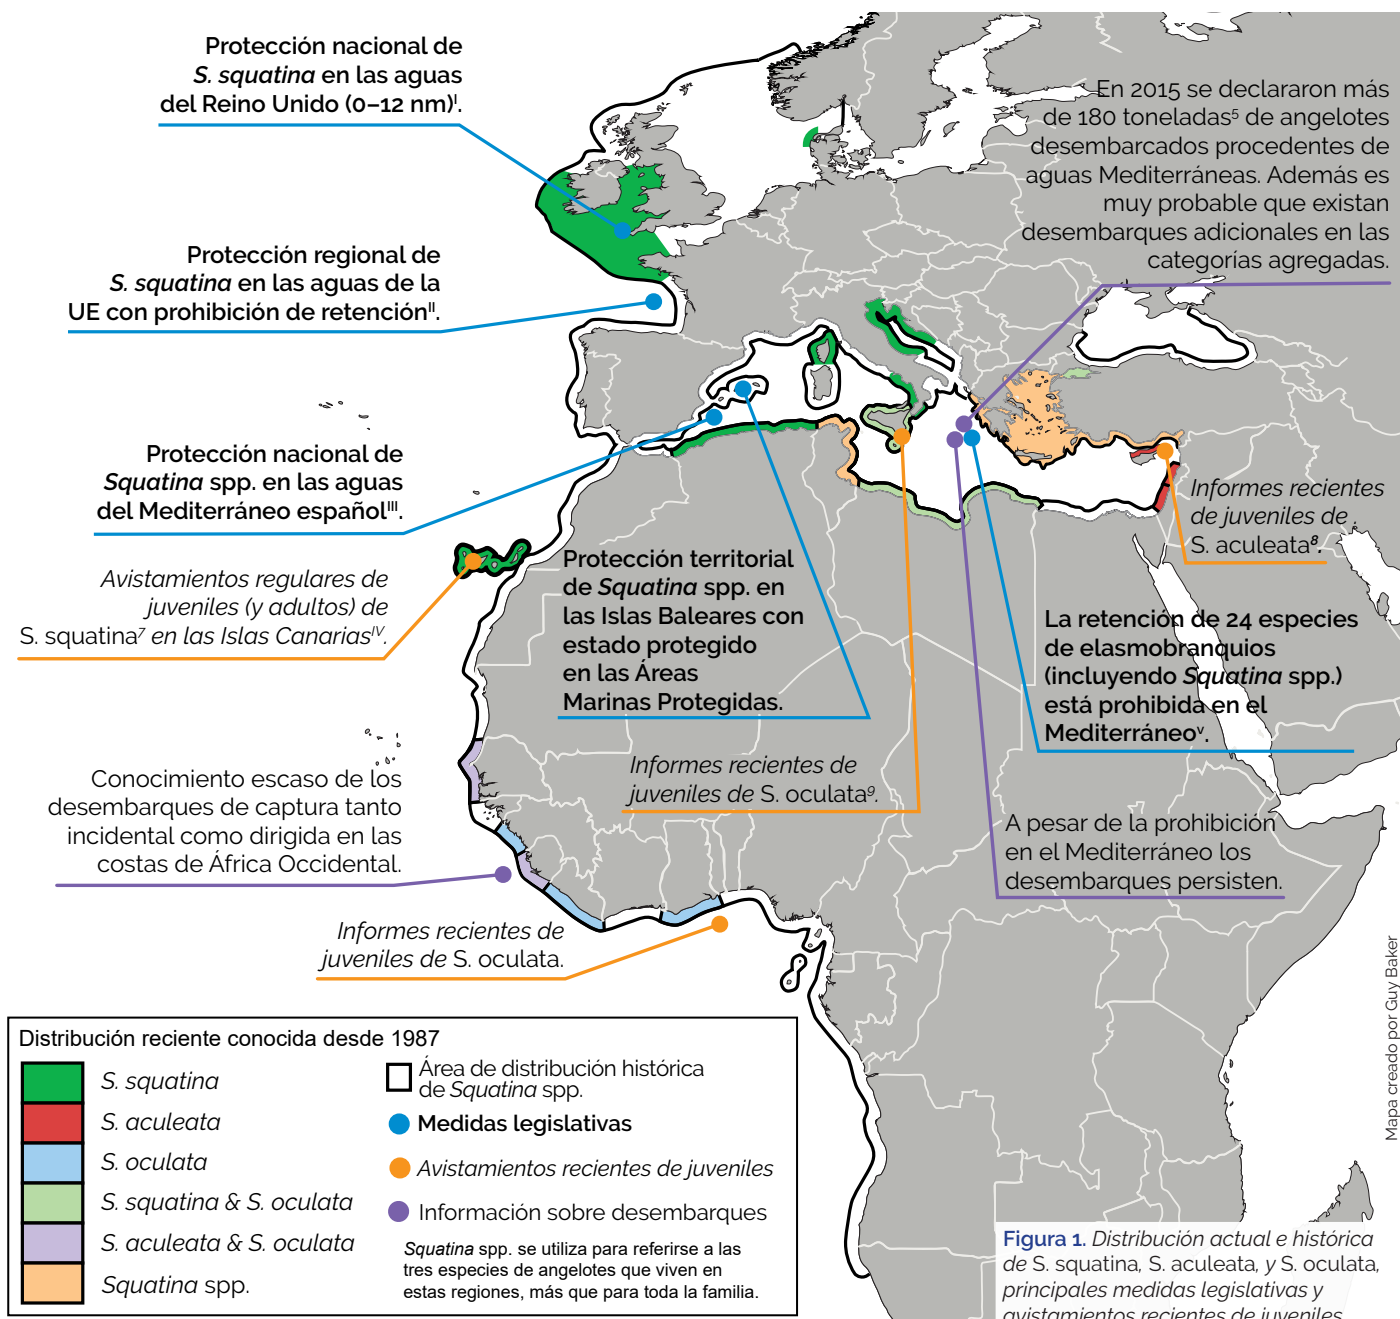 Protección nacional de
S. squatina en las aguas
del Reino Unido (0–12 nm)ᴵ.
En 2015 se declararon más
de 180 toneladas⁵ de angelotes
desembarcados procedentes de
aguas Mediterráneas. Además es
muy probable que existan
desembarques adicionales en las
categorías agregadas.
Protección regional de
S. squatina en las aguas de la
UE con prohibición de retenciónᴵᴵ.
Protección nacional de
Squatina spp. en las aguas
del Mediterráneo españolᴵᴵᴵ.
Informes recientes
de juveniles de
S. aculeata⁸.
Avistamientos regulares de
juveniles (y adultos) de
S. squatina⁷ en las Islas Canariasᴵⱽ.
Protección territorial
de Squatina spp. en
las Islas Baleares con
estado protegido
en las Áreas
Marinas Protegidas.
La retención de 24 especies
de elasmobranquios
(incluyendo Squatina spp.)
está prohibida en el
Mediterráneoⱽ.
Informes recientes de
juveniles de S. oculata⁹.
Conocimiento escaso de los
desembarques de captura tanto
incidental como dirigida en las
costas de África Occidental.
A pesar de la prohibición
en el Mediterráneo los
desembarques persisten.
Informes recientes de
juveniles de S. oculata.
Mapa creado por Guy Baker
Distribución reciente conocida desde 1987
S. squatina
S. aculeata
S. oculata
S. squatina & S. oculata
S. aculeata & S. oculata
Squatina spp.
Área de distribución histórica
de Squatina spp.
Medidas legislativas
Avistamientos recientes de juveniles
Información sobre desembarques
Squatina spp. se utiliza para referirse a las
tres especies de angelotes que viven en
estas regiones, más que para toda la familia.
Figura 1. Distribución actual e histórica
de S. squatina, S. aculeata, y S. oculata,
principales medidas legislativas y
avistamientos recientes de juveniles